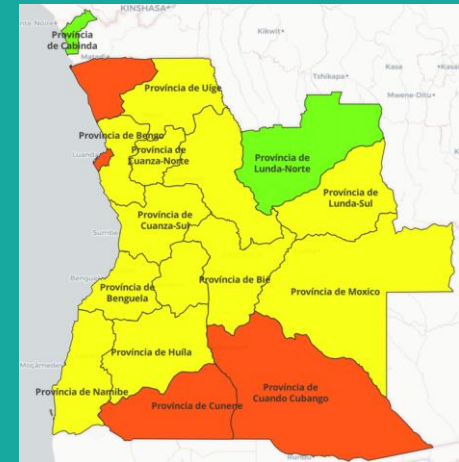 KINSHASA
Província
de Cabinda
Kikwit•
Tshikapa•
Kasa
Mwene-Ditu•
Província de Uíge
Província de Bengo
Luanda
Província de
Cuanza-Norte
Província de
Lunda-Norte
Província de
Lunda-Sul
Província de
Cuanza-Sul
Província de Bié
Província de
Benguela
Província de Moxico
Província de Huíla
Moçâmedes
Província de Namibe
Província de Cunene
Província de
Cuando Cubango
Rundu